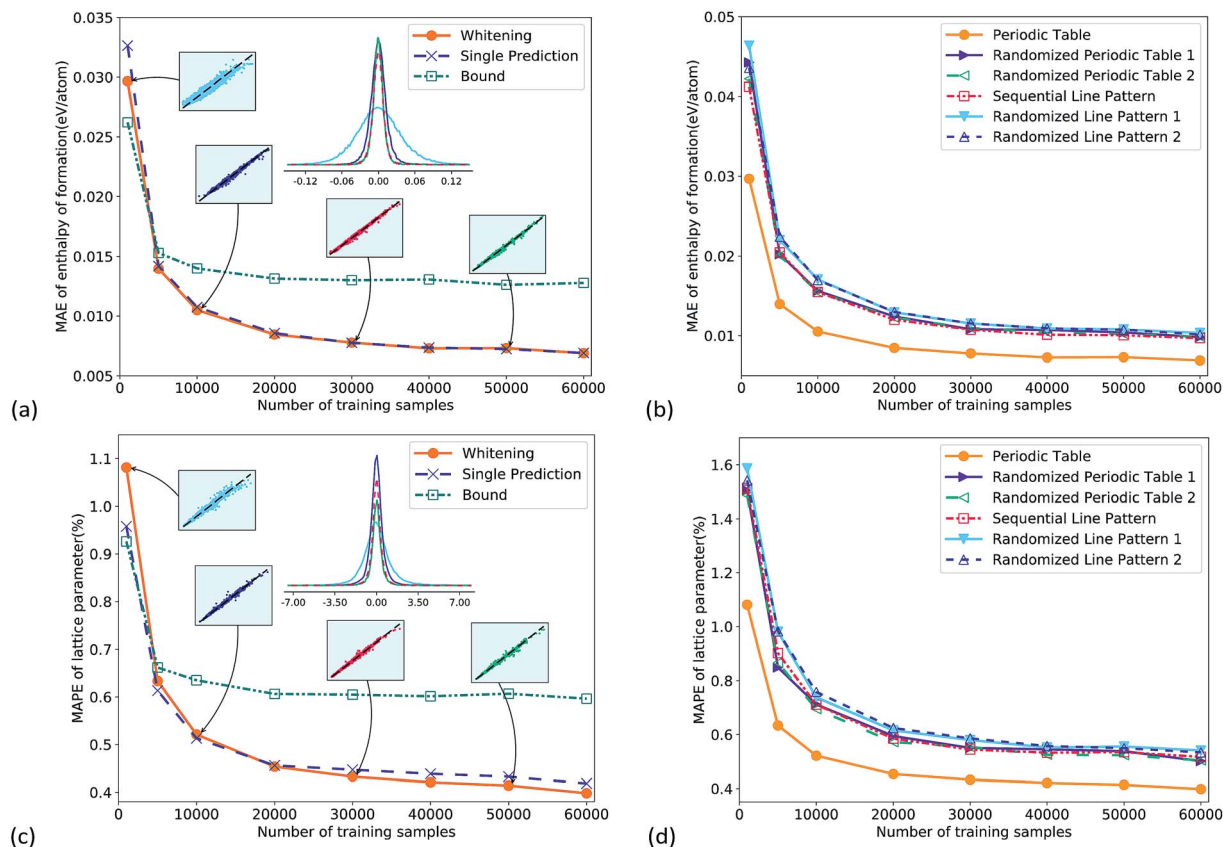 0.035
0.030
0.025
0.020
0.015
0.010
0.005
MAE of enthalpy of formation(eV/atom)
Whitening
Single Prediction
Bound
-0.12 -0.06 0.00 0.06 0.12
0 10000 20000 30000 40000 50000 60000
Number of training samples
(a)
0.05
0.04
0.03
0.02
0.01
MAE of enthalpy of formation(eV/atom)
Periodic Table
Randomized Periodic Table 1
Randomized Periodic Table 2
Sequential Line Pattern
Randomized Line Pattern 1
Randomized Line Pattern 2
0 10000 20000 30000 40000 50000 60000
Number of training samples
(b)
1.1
1.0
0.9
0.8
0.7
0.6
0.5
0.4
MAPE of lattice parameter(%)
Whitening
Single Prediction
Bound
-7.00 -3.50 0.00 3.50 7.00
0 10000 20000 30000 40000 50000 60000
Number of training samples
(c)
1.6
1.4
1.2
1.0
0.8
0.6
0.4
MAPE of lattice parameter(%)
Periodic Table
Randomized Periodic Table 1
Randomized Periodic Table 2
Sequential Line Pattern
Randomized Line Pattern 1
Randomized Line Pattern 2
0 10000 20000 30000 40000 50000 60000
Number of training samples
(d)